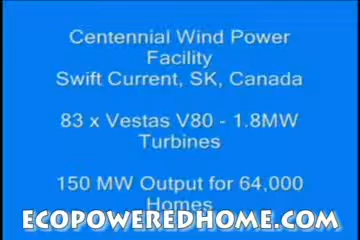 Centennial Wind Power
Facility
Swift Current, SK, Canada
83 x Vestas V80 - 1.8MW
Turbines
150 MW Output for 64,000
Homes
ECOPOWEREDHOME.COM